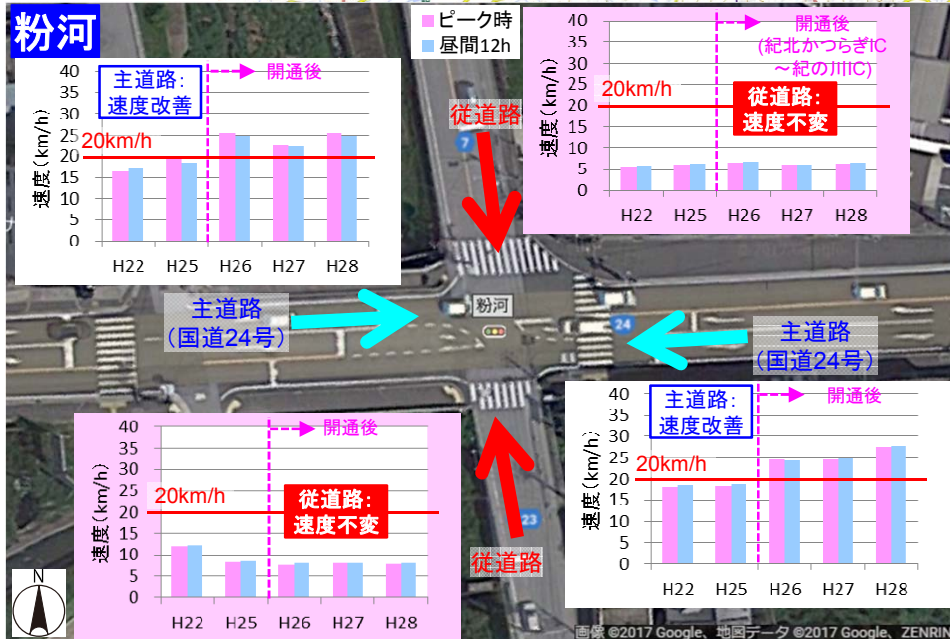 粉河
ピーク時
昼間12h
速度(km/h)
40
35
30
25
20
15
10
5
0
主道路:
速度改善
開通後
20km/h
H22
H25
H26
H27
H28
速度(km/h)
40
35
30
25
20
15
10
5
0
開通後
(紀北かつらぎIC
～紀の川IC)
20km/h
従道路:
速度不変
H22
H25
H26
H27
H28
従道路
7
粉河
主道路
(国道24号)
24
主道路
(国道24号)
速度(km/h)
40
35
30
25
20
15
10
5
0
開通後
20km/h
従道路:
速度不変
H22
H25
H26
H27
H28
従道路
23
速度(km/h)
40
35
30
25
20
15
10
5
0
主道路:
速度改善
開通後
20km/h
H22
H25
H26
H27
H28
N
画像 ©2017 Google、地図データ ©2017 Google、ZENRIN